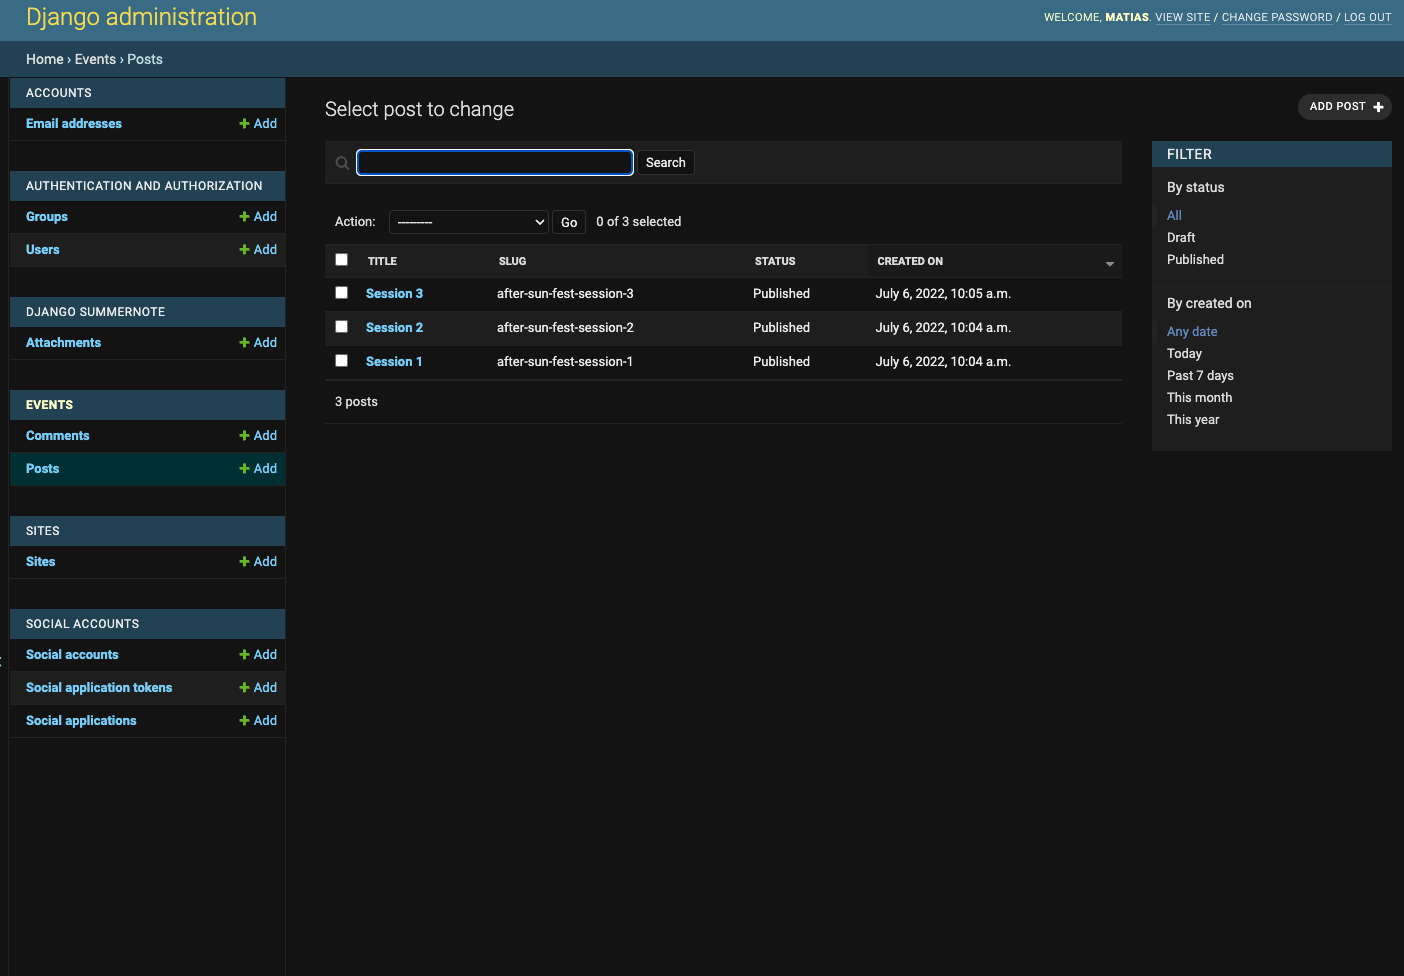 Django administration
WELCOME, MATIAS. VIEW SITE / CHANGE PASSWORD / LOG OUT
Home › Events › Posts
ACCOUNTS
Email addresses + Add
AUTHENTICATION AND AUTHORIZATION
Groups + Add
Users + Add
DJANGO SUMMERNOTE
Attachments + Add
EVENTS
Comments + Add
Posts + Add
SITES
Sites + Add
SOCIAL ACCOUNTS
Social accounts + Add
Social application tokens + Add
Social applications + Add
Select post to change
ADD POST +
Search
Action: --------- Go 0 of 3 selected
TITLE SLUG STATUS CREATED ON
Session 3 after-sun-fest-session-3 Published July 6, 2022, 10:05 a.m.
Session 2 after-sun-fest-session-2 Published July 6, 2022, 10:04 a.m.
Session 1 after-sun-fest-session-1 Published July 6, 2022, 10:04 a.m.
3 posts
FILTER
By status
All
Draft
Published
By created on
Any date
Today
Past 7 days
This month
This year